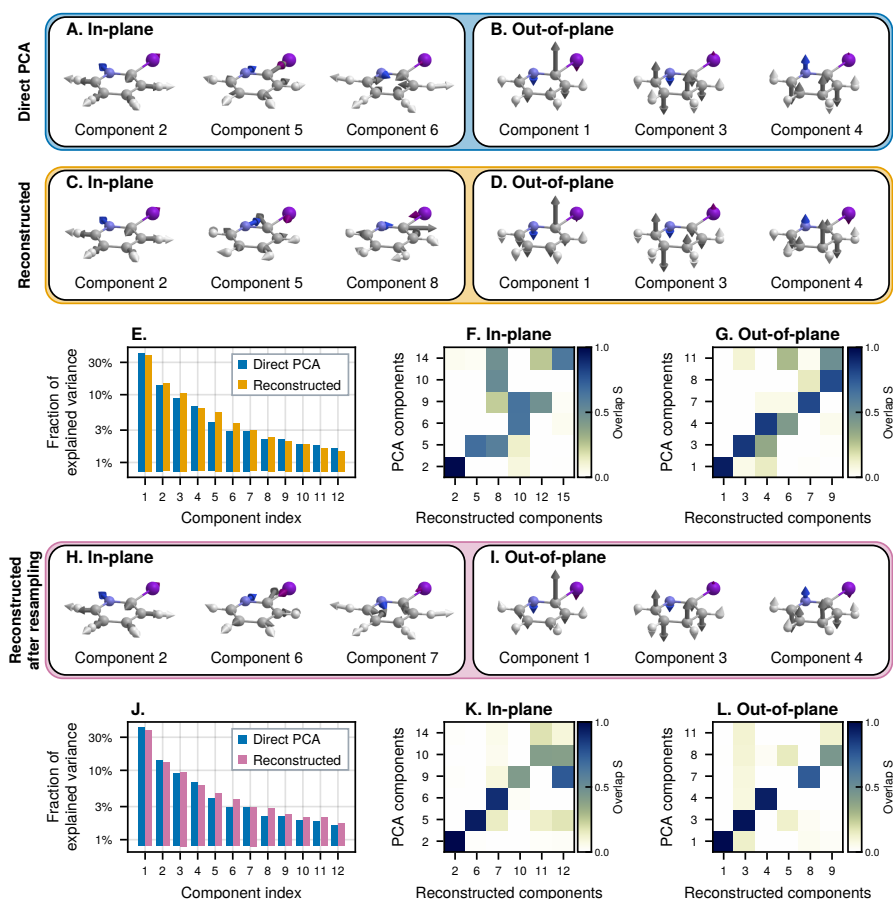 Direct PCA
A. In-plane
Component 2
Component 5
Component 6
B. Out-of-plane
Component 1
Component 3
Component 4
Reconstructed
C. In-plane
Component 2
Component 5
Component 8
D. Out-of-plane
Component 1
Component 3
Component 4
E.
Fraction of
explained variance
30%
10%
3%
1%
Direct PCA
Reconstructed
1 2 3 4 5 6 7 8 9 10 11 12
Component index
F. In-plane
PCA components
14
10
9
6
5
2
2 5 8 10 12 15
Reconstructed components
1.0
0.5
0.0
Overlap S
G. Out-of-plane
PCA components
11
8
7
4
3
1
1 3 4 6 7 9
Reconstructed components
1.0
0.5
0.0
Overlap S
Reconstructed
after resampling
H. In-plane
Component 2
Component 6
Component 7
I. Out-of-plane
Component 1
Component 3
Component 4
J.
Fraction of
explained variance
30%
10%
3%
1%
Direct PCA
Reconstructed
1 2 3 4 5 6 7 8 9 10 11 12
Component index
K. In-plane
PCA components
14
10
9
6
5
2
2 6 7 10 11 12
Reconstructed components
1.0
0.5
0.0
Overlap S
L. Out-of-plane
PCA components
11
8
7
4
3
1
1 3 4 5 8 9
Reconstructed components
1.0
0.5
0.0
Overlap S